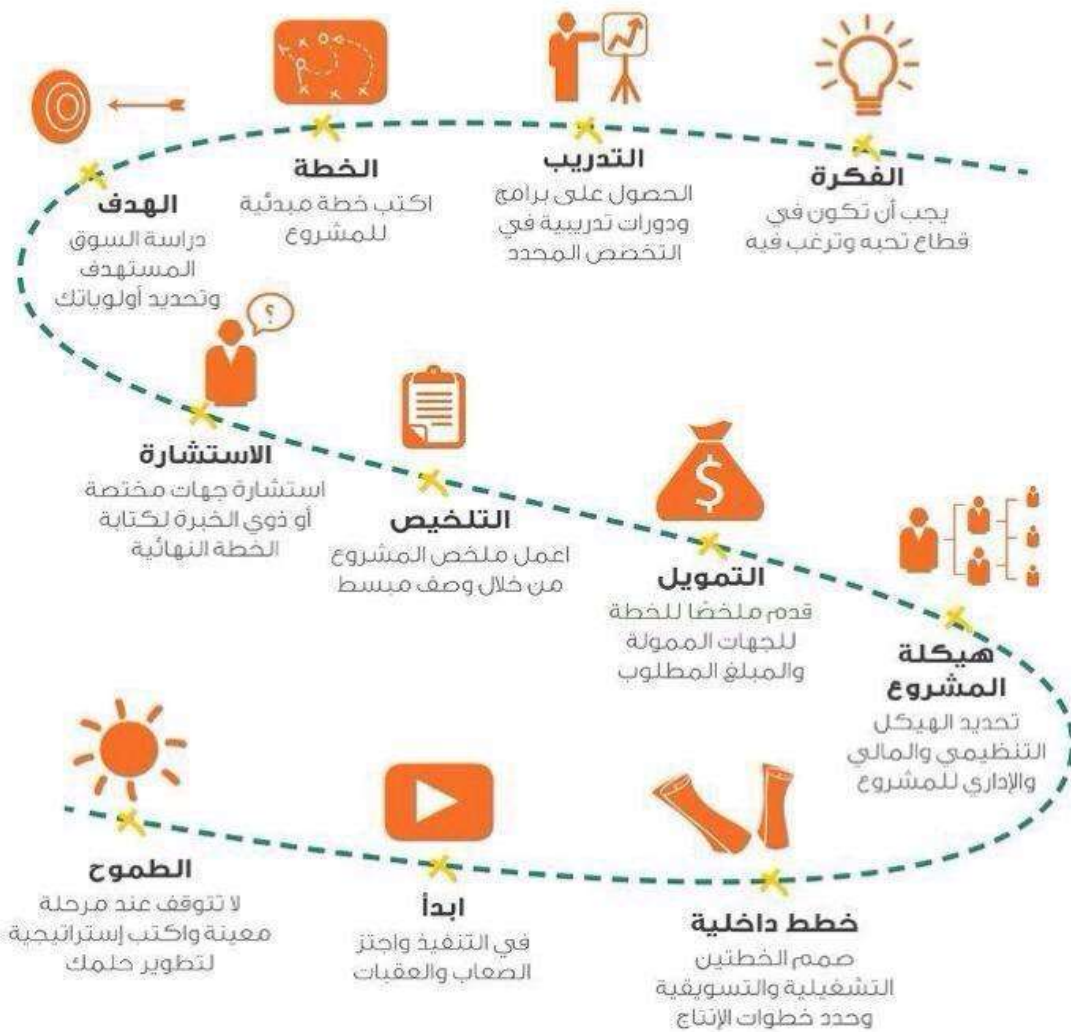 الفكرة
يجب أن تكون في
قطاع تحبه وترغب فيه
التدريب
الحصول على برامج
ودورات تدريبية في
التخصص المحدد
الخطة
اكتب خطة مبدئية
للمشروع
الهدف
دراسة السوق
المستهدف
وتحديد أولوياتك
؟
الاستشارة
استشارة جهات مختصة
أو ذوي الخبرة لكتابة
الخطة النهائية
التلخيص
اعمل ملخص المشروع
من خلال وصف مبسط
$
التمويل
قدم ملخصًا للخطة
للجهات الممولة
والمبلغ المطلوب
هيكلة
المشروع
تحديد الهيكل
التنظيمي والمالي
والإداري للمشروع
خطط داخلية
صمم الخطتين
التشغيلية والتسويقية
وحدد خطوات الإنتاج
ابدأ
في التنفيذ واجتز
الصعاب والعقبات
الطموح
لا تتوقف عند مرحلة
معينة واكتب إستراتيجية
لتطوير حلمك